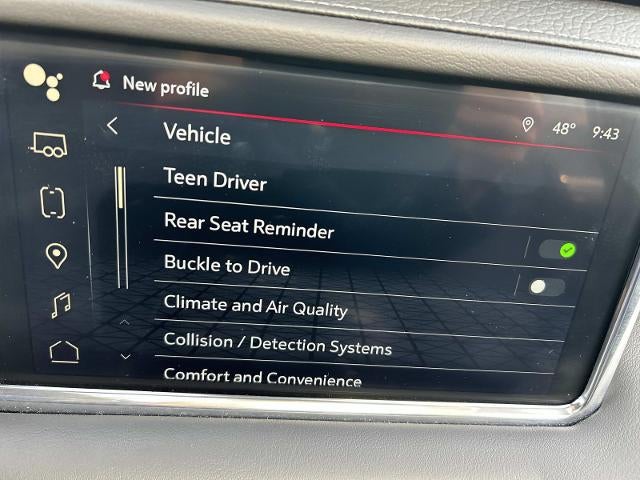 New profile
48° 9:43
Vehicle
Teen Driver
Rear Seat Reminder
Buckle to Drive
Climate and Air Quality
Collision / Detection Systems
Comfort and Convenience